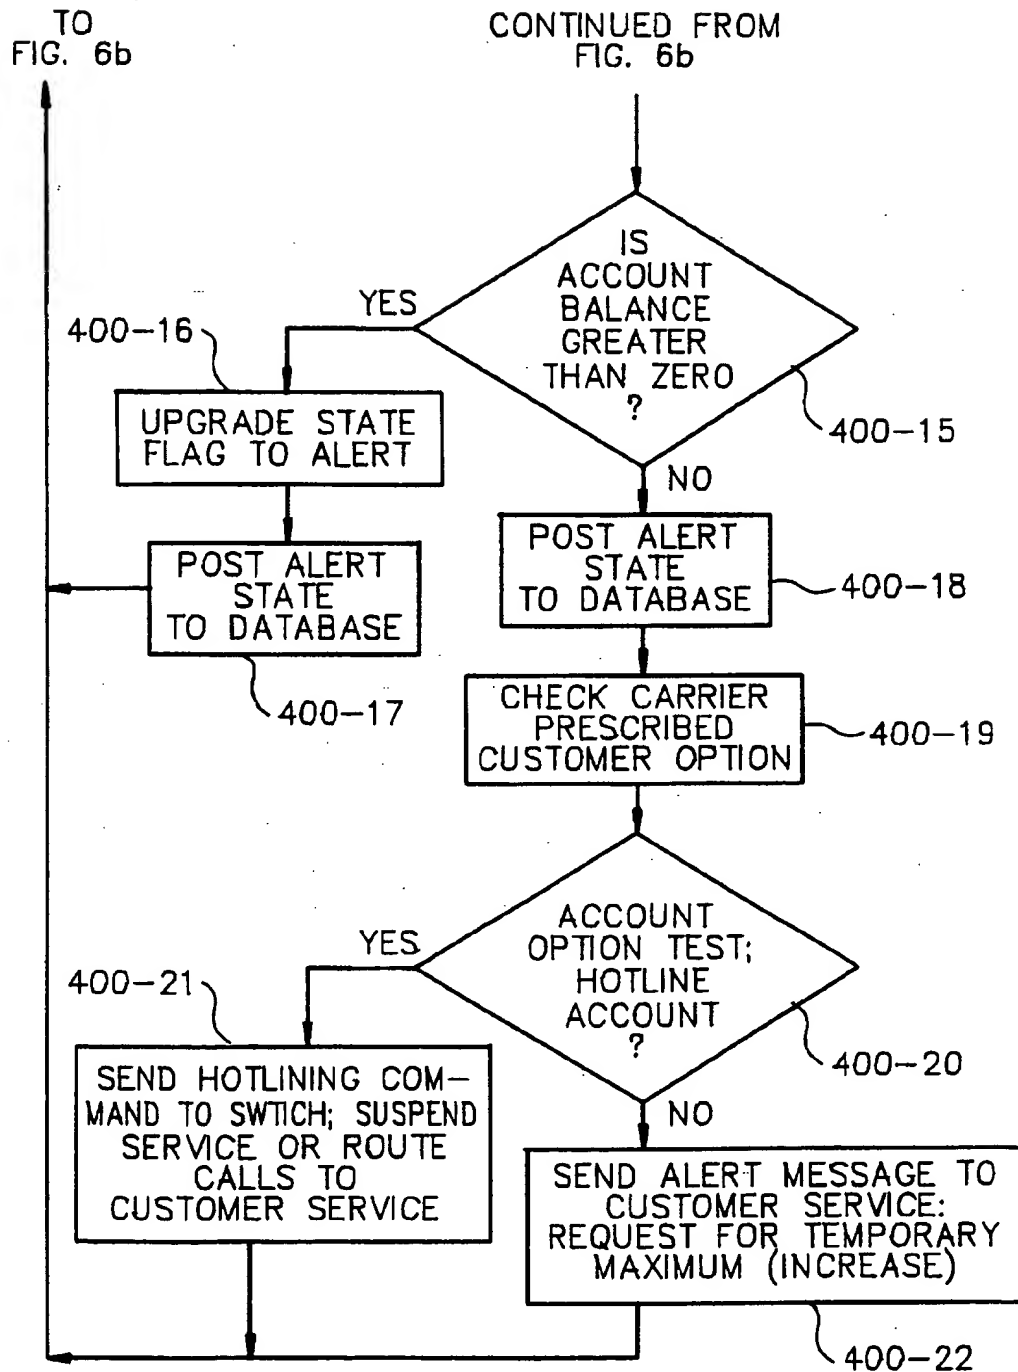 TO
FIG. 6b
CONTINUED FROM
FIG. 6b
IS
ACCOUNT
BALANCE
GREATER
THAN ZERO
?
400-15
YES
400-16
UPGRADE STATE
FLAG TO ALERT
POST ALERT
STATE
TO DATABASE
400-17
NO
POST ALERT
STATE
TO DATABASE
400-18
CHECK CARRIER
PRESCRIBED
CUSTOMER OPTION
400-19
ACCOUNT
OPTION TEST;
HOTLINE
ACCOUNT
?
400-20
YES
400-21
SEND HOTLINING COM-
MAND TO SWTICH; SUSPEND
SERVICE OR ROUTE
CALLS TO
CUSTOMER SERVICE
NO
SEND ALERT MESSAGE TO
CUSTOMER SERVICE:
REQUEST FOR TEMPORARY
MAXIMUM (INCREASE)
400-22